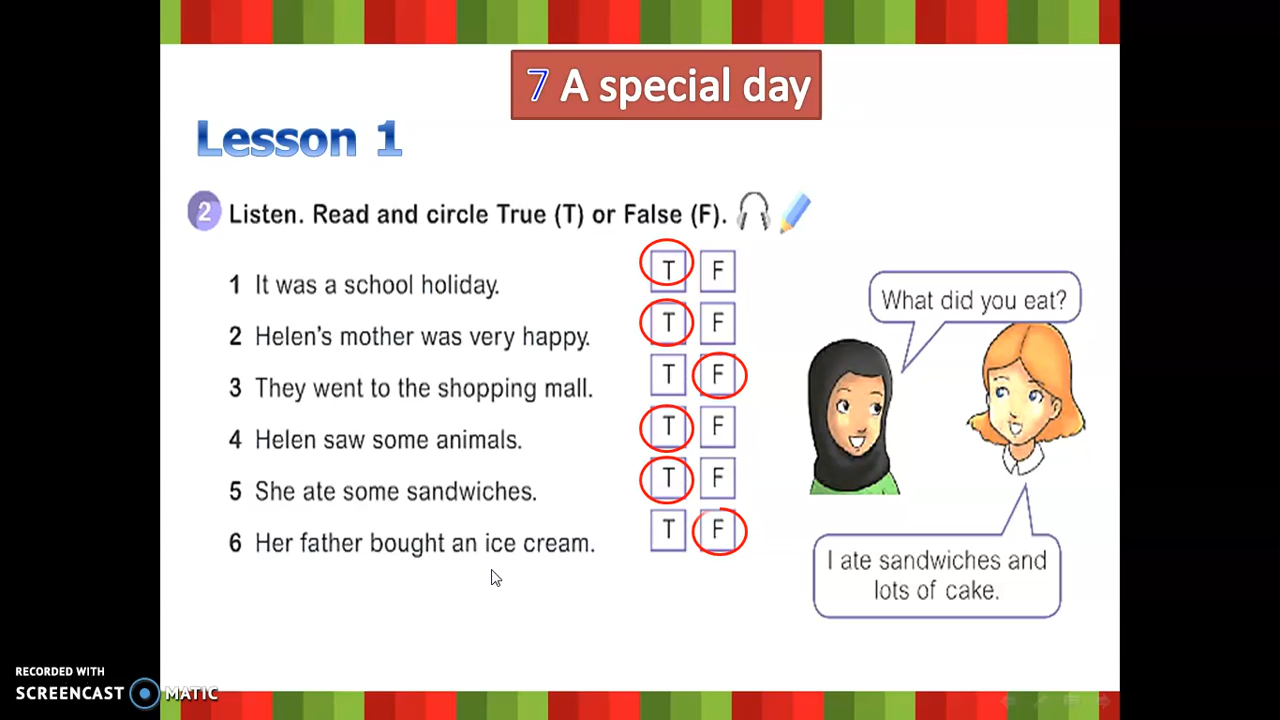 7 A special day
Lesson 1
2 Listen. Read and circle True (T) or False (F).
1 It was a school holiday. T F
2 Helen's mother was very happy. T F
3 They went to the shopping mall. T F
4 Helen saw some animals. T F
5 She ate some sandwiches. T F
6 Her father bought an ice cream. T F
What did you eat?
I ate sandwiches and
lots of cake.
RECORDED WITH
SCREENCAST MATIC